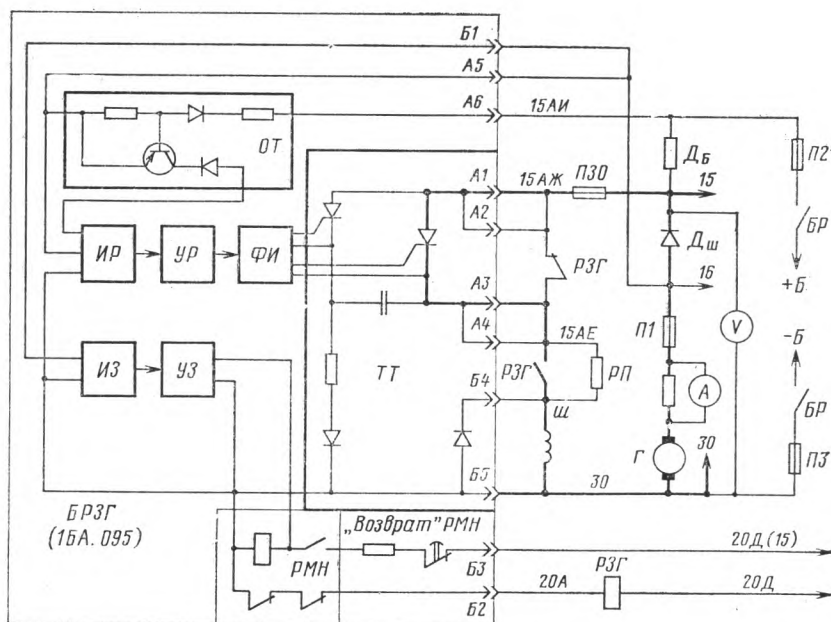 Б1
А5
А6
15АИ
ОТ
ДБ
П2
А1
15АЖ
П30
15
А2
БР
ИР
УР
ФИ
РЗГ
Дш
16
+Б
А3
П1
V
−Б
А4
15АЕ
ИЗ
УЗ
ТТ
РЗГ
РП
А
БР
Б4
Щ
Г
30
П3
Б5
30
БРЗГ
(1БА.095)
„Возврат" РМН
РМН
Б3
20Д(15)
РЗГ
20А
20Д
Б2